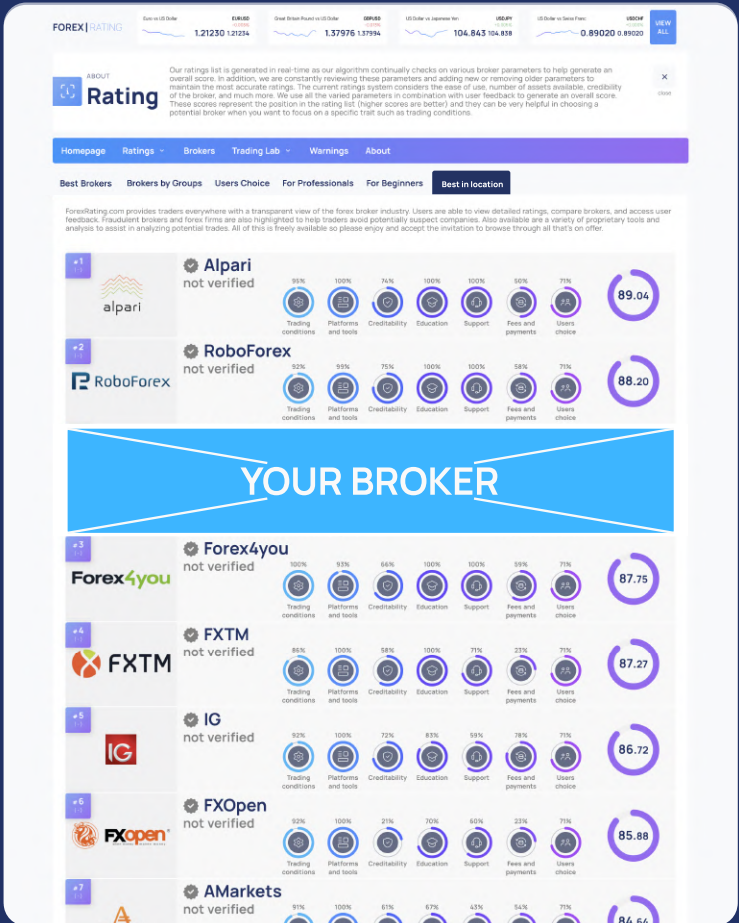 FOREX|RATING
Euro vs US Dollar EURUSD
1.21230 1.21234
Great Britain Pound vs US Dollar GBPUSD
1.37976 1.37994
US Dollar vs Japanese Yen USDJPY
104.843 104.838
US Dollar vs Swiss Franc USDCHF
0.89020 0.89020
VIEW ALL
ABOUT
Rating
Our ratings list is generated in real-time as our algorithm continually checks on various broker parameters to help generate an
overall score. In addition, we are constantly reviewing these parameters and adding new or removing older parameters to
maintain the most accurate ratings. The current ratings system considers the ease of use, number of assets available, credibility
of the broker, and much more. We use all the varied parameters in combination with user feedback to generate an overall score.
These scores represent the position in the rating list (higher scores are better) and they can be very helpful in choosing a
potential broker when you want to focus on a specific trait such as trading conditions.
close
Homepage Ratings Brokers Trading Lab Warnings About
Best Brokers Brokers by Groups Users Choice For Professionals For Beginners Best in location
ForexRating.com provides traders everywhere with a transparent view of the forex broker industry. Users are able to view detailed ratings, compare brokers, and access user
feedback. Fraudulent brokers and forex firms are also highlighted to help traders avoid potentially suspect companies. Also available are a variety of proprietary tools and
analysis to assist in analyzing potential trades. All of this is freely available so please enjoy and accept the invitation to browse through all that's on offer.
#1
alpari
Alpari
not verified
95% 100% 74% 100% 100% 50% 71%
Trading conditions Platforms and tools Creditability Education Support Fees and payments Users choice
89.04
#2
RoboForex
RoboForex
not verified
92% 99% 75% 100% 100% 58% 71%
Trading conditions Platforms and tools Creditability Education Support Fees and payments Users choice
88.20
YOUR BROKER
#3
Forex4you
Forex4you
not verified
100% 93% 66% 100% 100% 59% 71%
Trading conditions Platforms and tools Creditability Education Support Fees and payments Users choice
87.75
#4
FXTM
FXTM
not verified
86% 100% 58% 100% 71% 23% 71%
Trading conditions Platforms and tools Creditability Education Support Fees and payments Users choice
87.27
#5
IG
IG
not verified
92% 100% 72% 83% 59% 78% 71%
Trading conditions Platforms and tools Creditability Education Support Fees and payments Users choice
86.72
#6
FXopen
FXOpen
not verified
92% 100% 21% 70% 60% 23% 71%
Trading conditions Platforms and tools Creditability Education Support Fees and payments Users choice
85.88
#7
AMarkets
not verified
91% 100% 61% 67% 43% 54% 71%
84.64